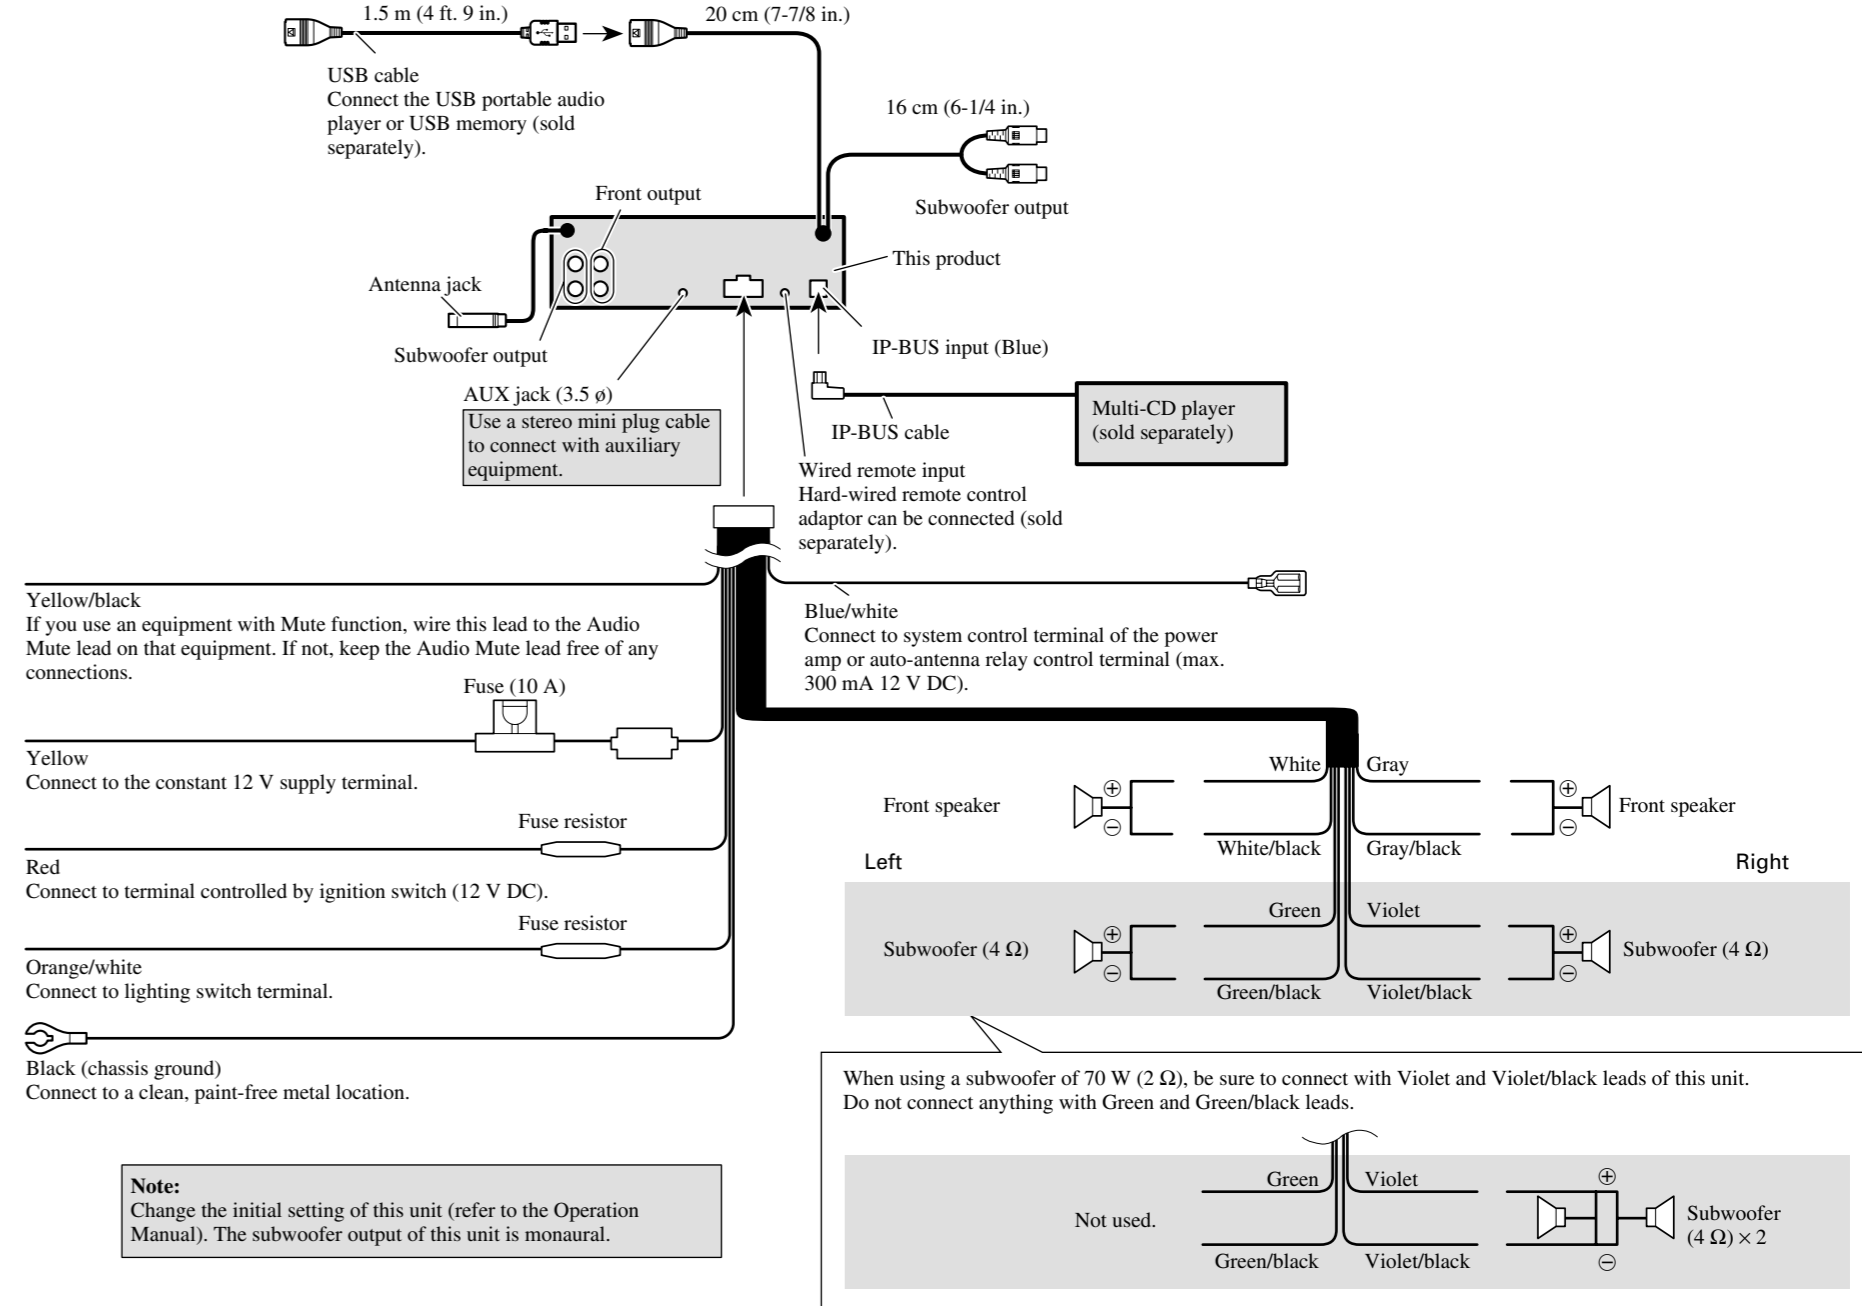 1.5 m (4 ft. 9 in.)
20 cm (7-7/8 in.)
USB cable
Connect the USB portable audio
player or USB memory (sold
separately).
16 cm (6-1/4 in.)
Subwoofer output
Front output
This product
Antenna jack
Subwoofer output
IP-BUS input (Blue)
AUX jack (3.5 ø)
Use a stereo mini plug cable
to connect with auxiliary
equipment.
Multi-CD player
(sold separately)
IP-BUS cable
Wired remote input
Hard-wired remote control
adaptor can be connected (sold
separately).
Yellow/black
If you use an equipment with Mute function, wire this lead to the Audio
Mute lead on that equipment. If not, keep the Audio Mute lead free of any
connections.
Blue/white
Connect to system control terminal of the power
amp or auto-antenna relay control terminal (max.
300 mA 12 V DC).
Fuse (10 A)
Yellow
Connect to the constant 12 V supply terminal.
Fuse resistor
Red
Connect to terminal controlled by ignition switch (12 V DC).
Fuse resistor
Orange/white
Connect to lighting switch terminal.
Black (chassis ground)
Connect to a clean, paint-free metal location.
White
Gray
Front speaker
⊕
⊖
⊕
⊖
Front speaker
White/black
Gray/black
Left
Right
Green
Violet
Subwoofer (4 Ω)
⊕
⊖
⊕
⊖
Subwoofer (4 Ω)
Green/black
Violet/black
When using a subwoofer of 70 W (2 Ω), be sure to connect with Violet and Violet/black leads of this unit.
Do not connect anything with Green and Green/black leads.
Green
Violet
⊕
Not used.
Subwoofer
(4 Ω) × 2
Green/black
Violet/black
⊖
Note:
Change the initial setting of this unit (refer to the Operation
Manual). The subwoofer output of this unit is monaural.